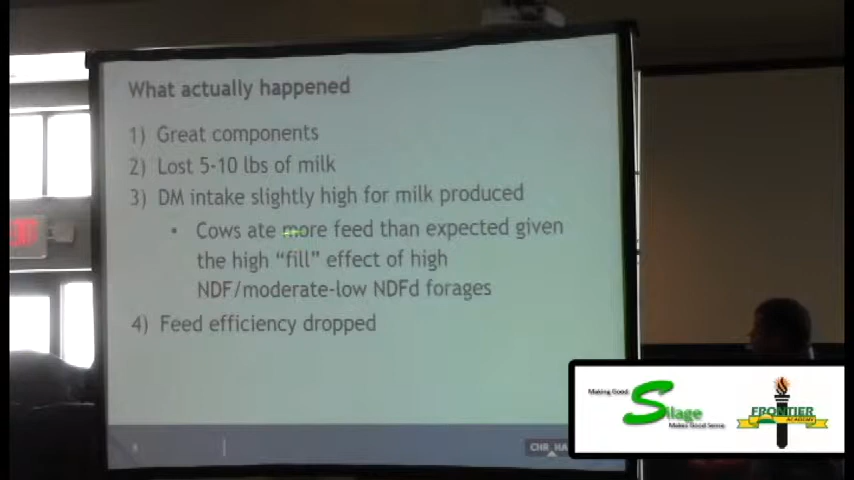 What actually happened
1) Great components
2) Lost 5-10 lbs of milk
3) DM intake slightly high for milk produced
• Cows ate more feed than expected given
the high “fill” effect of high
NDF/moderate-low NDFd forages
4) Feed efficiency dropped
Making Good
Silage
Makes Good Sense
FRONTIER
ACADEMY